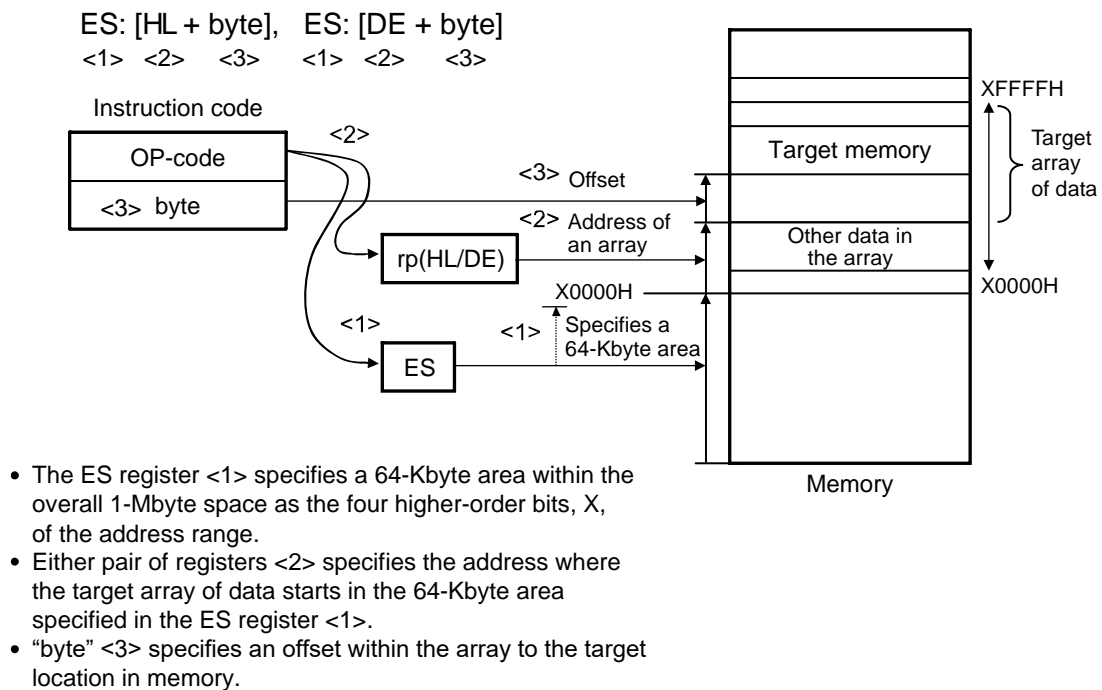 ES: [HL + byte], ES: [DE + byte]
<1> <2> <3> <1> <2> <3>
Instruction code
OP-code
<3> byte
<2>
<3> Offset
<2> Address of
an array
rp(HL/DE)
X0000H
<1>
<1> Specifies a
64-Kbyte area
ES
XFFFFH
Target memory
Target
array
of data
Other data in
the array
X0000H
Memory
• The ES register <1> specifies a 64-Kbyte area within the
overall 1-Mbyte space as the four higher-order bits, X,
of the address range.
• Either pair of registers <2> specifies the address where
the target array of data starts in the 64-Kbyte area
specified in the ES register <1>.
• “byte” <3> specifies an offset within the array to the target
location in memory.